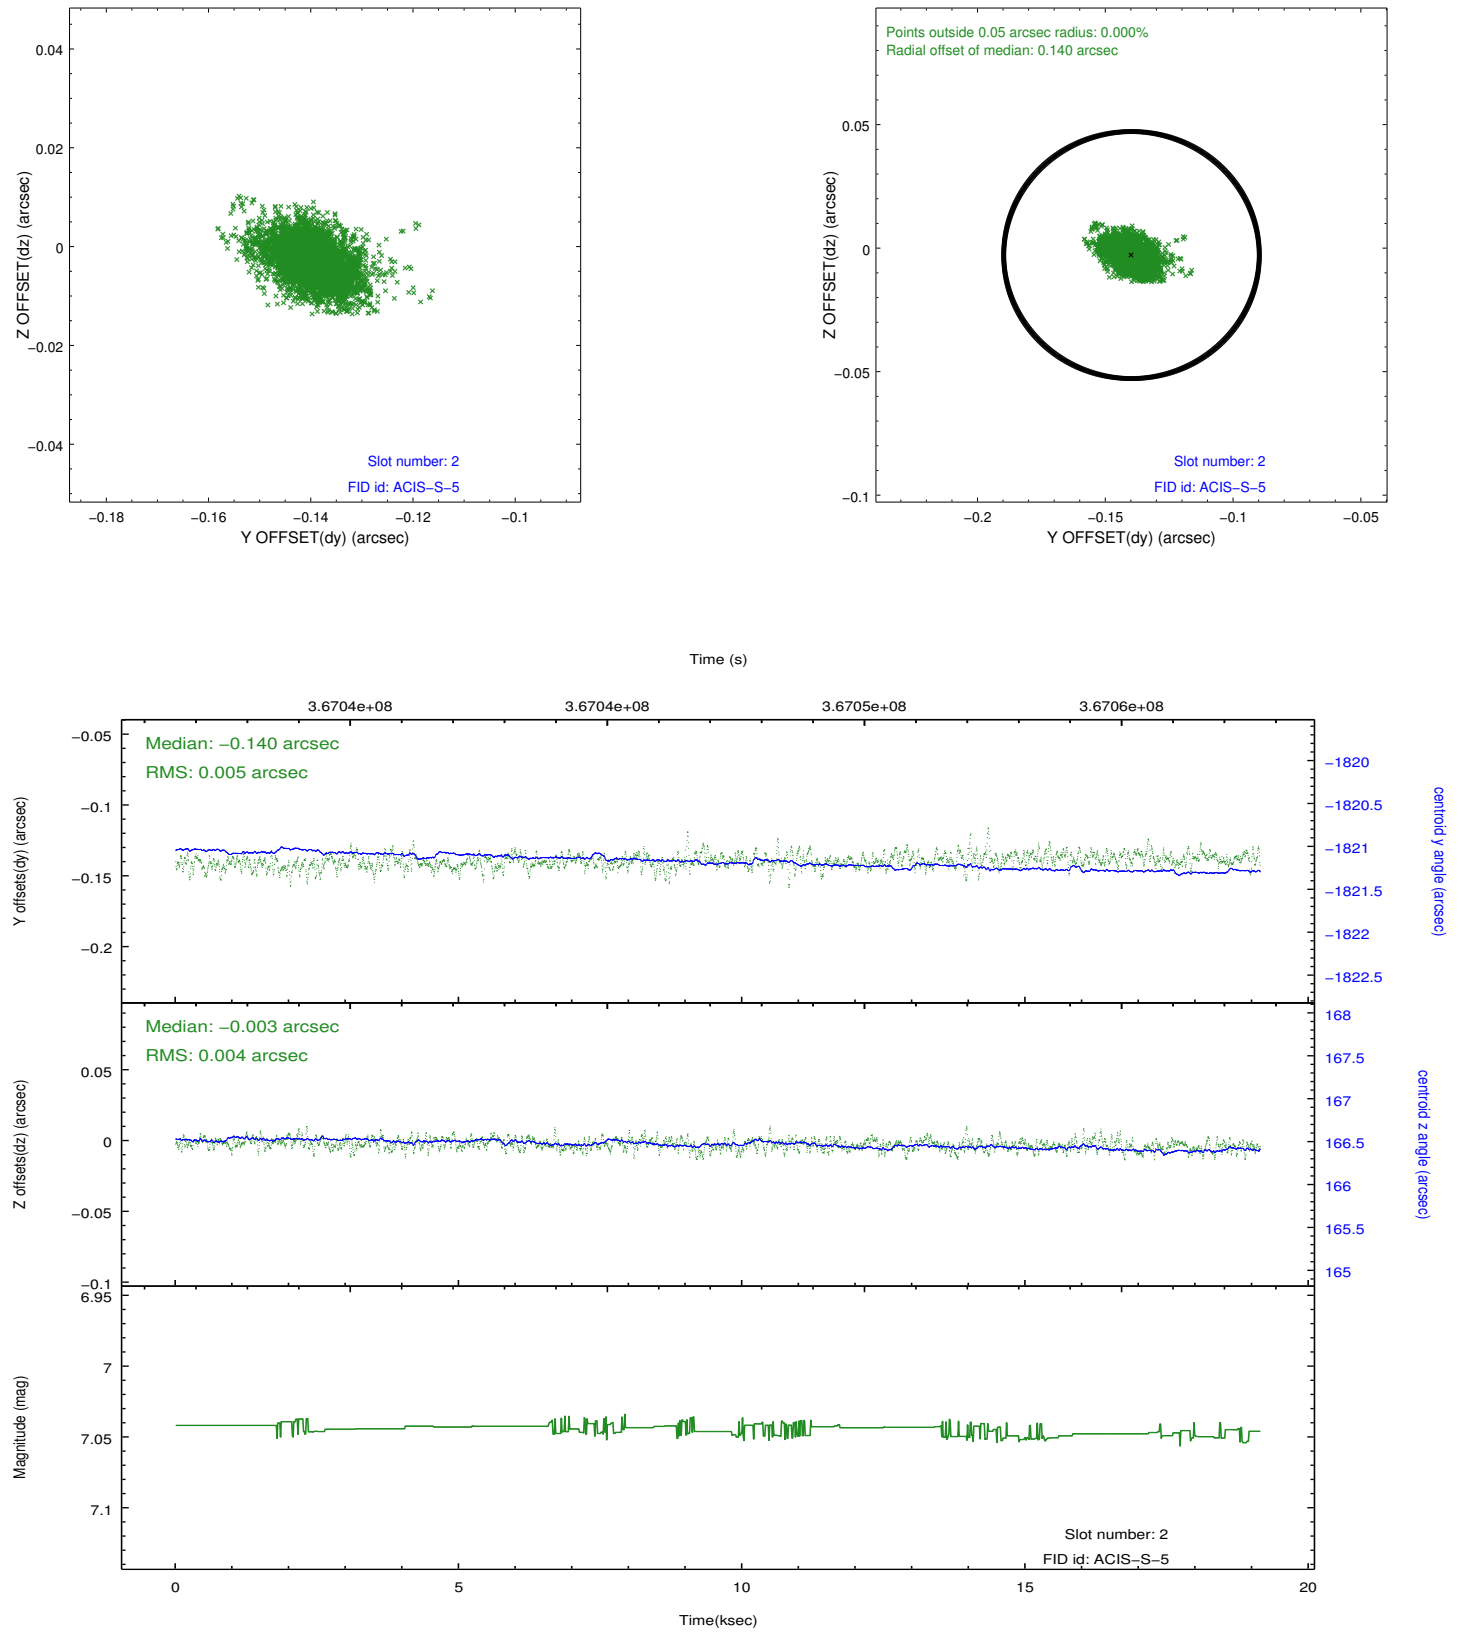 0.04
0.02
0
−0.02
−0.04
Z OFFSET(dz) (arcsec)
Slot number: 2
FID id: ACIS−S−5
−0.18
−0.16
−0.14
−0.12
−0.1
Y OFFSET(dy) (arcsec)
Points outside 0.05 arcsec radius: 0.000%
Radial offset of median: 0.140 arcsec
0.05
0
−0.05
−0.1
Z OFFSET(dz) (arcsec)
Slot number: 2
FID id: ACIS−S−5
−0.2
−0.15
−0.1
−0.05
Y OFFSET(dy) (arcsec)
Time (s)
3.6704e+08
3.6704e+08
3.6705e+08
3.6706e+08
Median: −0.140 arcsec
RMS: 0.005 arcsec
−0.05
−0.1
−0.15
−0.2
Y offsets(dy) (arcsec)
−1820
−1820.5
−1821
−1821.5
−1822
−1822.5
centroid y angle (arcsec)
Median: −0.003 arcsec
RMS: 0.004 arcsec
0.05
0
−0.05
−0.1
Z offsets(dz) (arcsec)
168
167.5
167
166.5
166
165.5
165
centroid z angle (arcsec)
6.95
7
7.05
7.1
Magnitude (mag)
Slot number: 2
FID id: ACIS−S−5
0
5
10
15
20
Time(ksec)